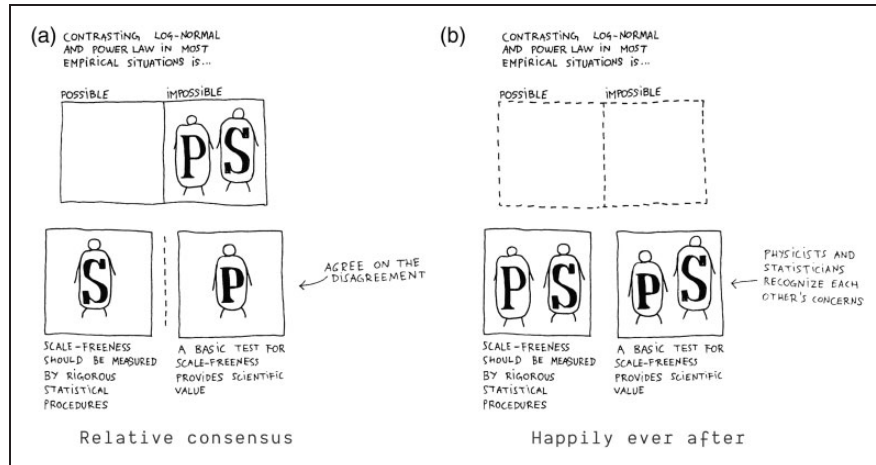 (a)
CONTRASTING LOG-NORMAL
AND POWER LAW IN MOST
EMPIRICAL SITUATIONS IS...
POSSIBLE
IMPOSSIBLE
P S
S
P
AGREE ON THE
DISAGREEMENT
SCALE-FREENESS
SHOULD BE MEASURED
BY RIGOROUS
STATISTICAL
PROCEDURES
A BASIC TEST FOR
SCALE-FREENESS
PROVIDES SCIENTIFIC
VALUE
Relative consensus
(b)
CONTRASTING LOG-NORMAL
AND POWER LAW IN MOST
EMPIRICAL SITUATIONS IS...
POSSIBLE
IMPOSSIBLE
P S
P S
PHYSICISTS AND
STATISTICIANS
RECOGNIZE EACH
OTHER'S CONCERNS
SCALE-FREENESS
SHOULD BE MEASURED
BY RIGOROUS
STATISTICAL
PROCEDURES
A BASIC TEST FOR
SCALE-FREENESS
PROVIDES SCIENTIFIC
VALUE
Happily ever after